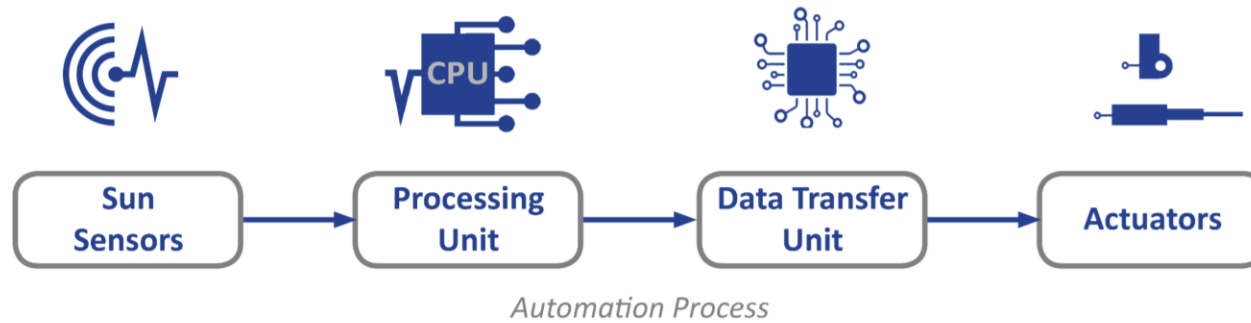 CPU
Sun
Sensors
Processing
Unit
Data Transfer
Unit
Actuators
Automation Process